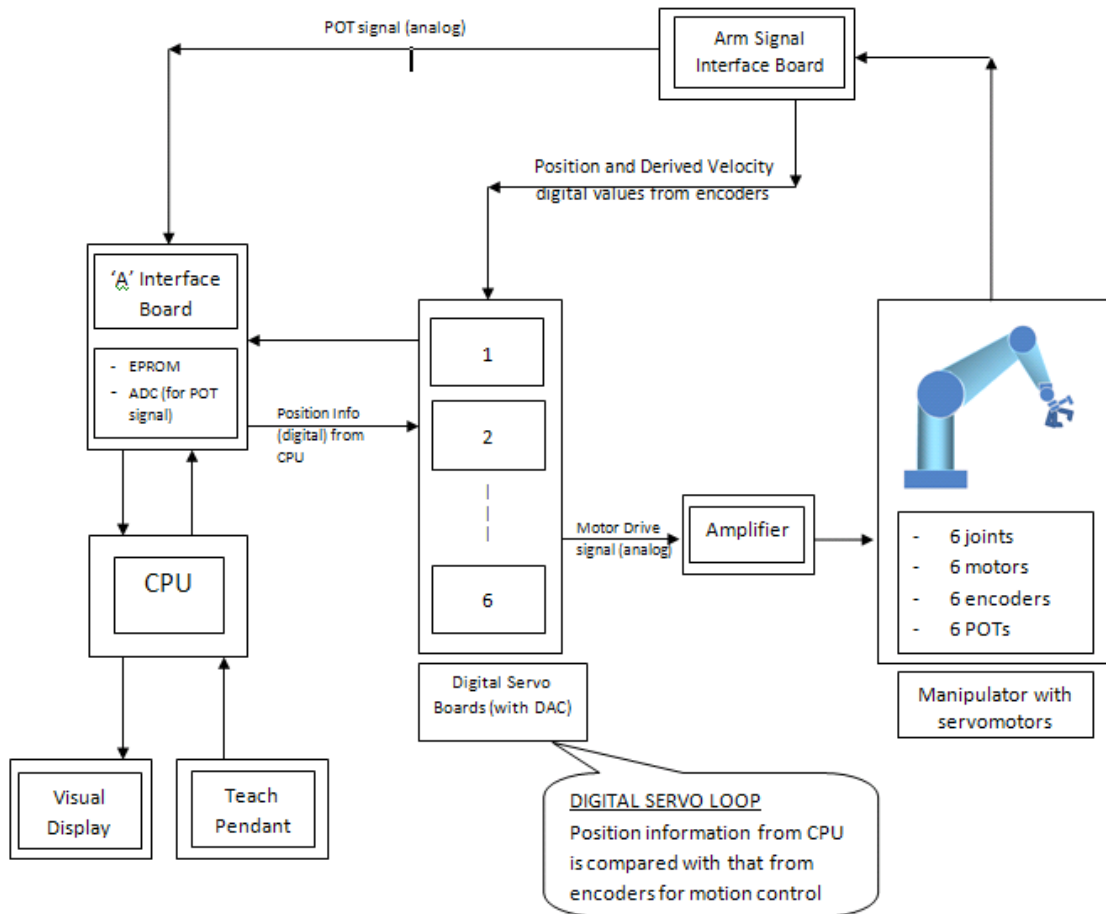 POT signal (analog)
Arm Signal
Interface Board
Position and Derived Velocity
digital values from encoders
‘A’ Interface
Board
- EPROM
- ADC (for POT
signal)
Position Info
(digital) from
CPU
1
2
6
Motor Drive
signal (analog)
Amplifier
- 6 joints
- 6 motors
- 6 encoders
- 6 POTs
Manipulator with
servomotors
CPU
Digital Servo
Boards (with DAC)
Visual
Display
Teach
Pendant
DIGITAL SERVO LOOP
Position information from CPU
is compared with that from
encoders for motion control